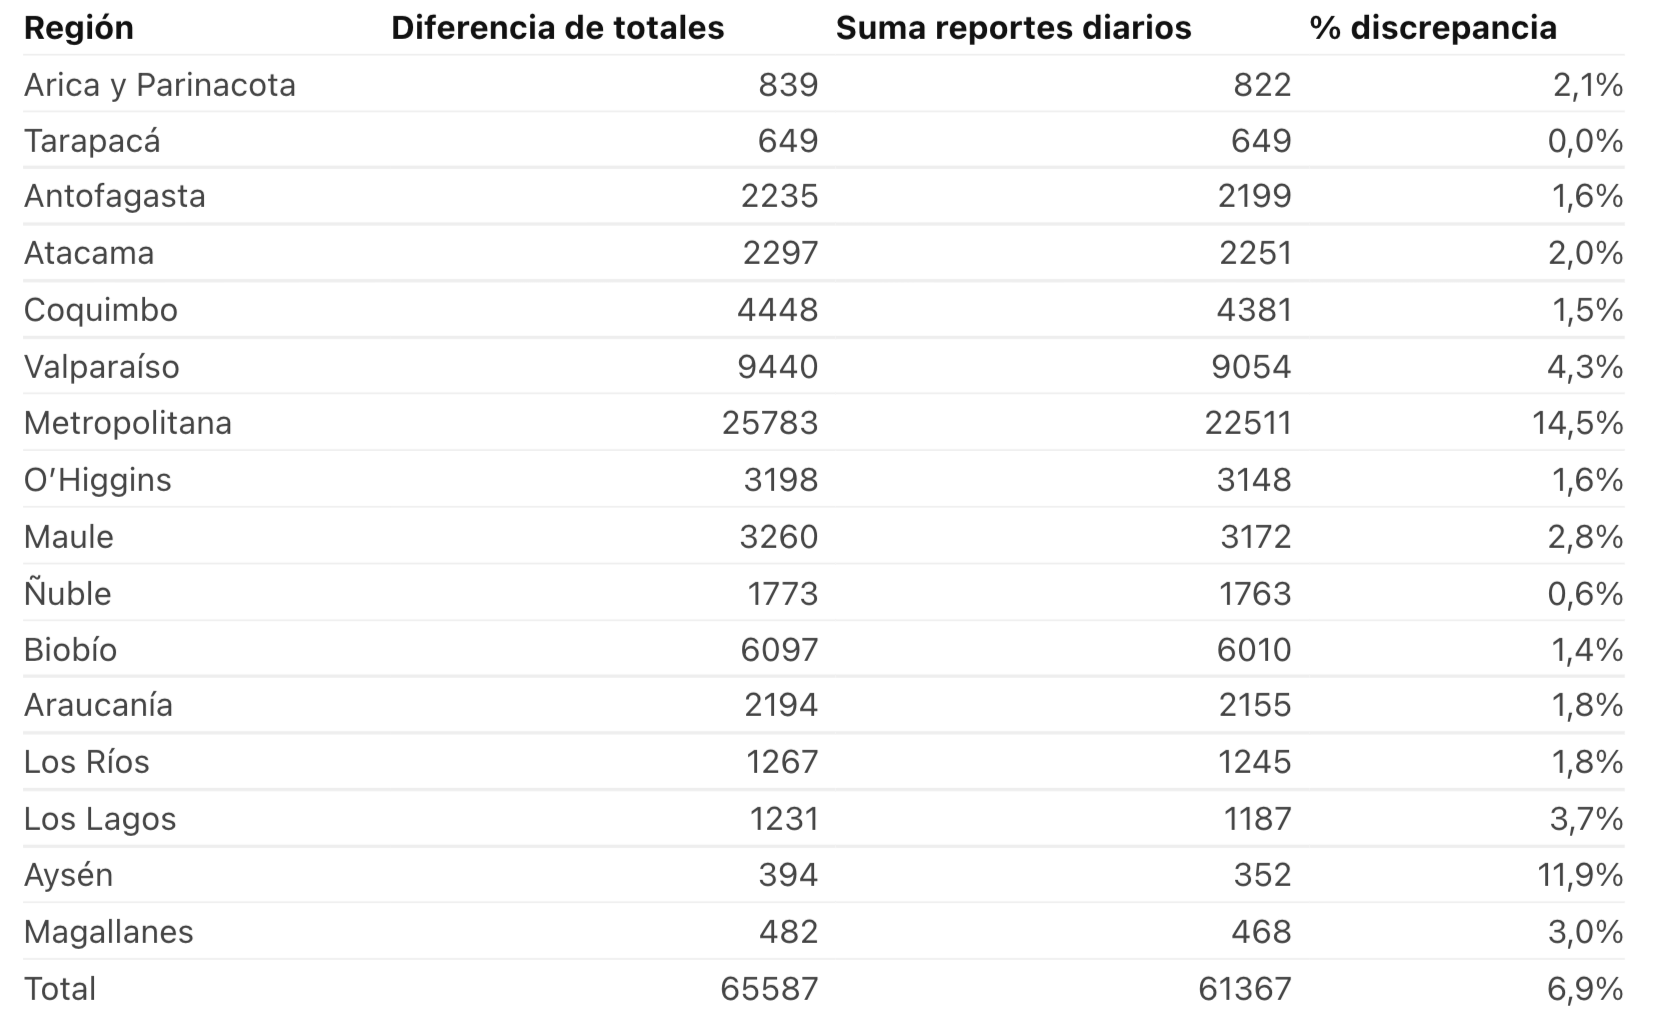 Región Diferencia de totales Suma reportes diarios % discrepancia
Arica y Parinacota 839 822 2,1%
Tarapacá 649 649 0,0%
Antofagasta 2235 2199 1,6%
Atacama 2297 2251 2,0%
Coquimbo 4448 4381 1,5%
Valparaíso 9440 9054 4,3%
Metropolitana 25783 22511 14,5%
O’Higgins 3198 3148 1,6%
Maule 3260 3172 2,8%
Ñuble 1773 1763 0,6%
Biobío 6097 6010 1,4%
Araucanía 2194 2155 1,8%
Los Ríos 1267 1245 1,8%
Los Lagos 1231 1187 3,7%
Aysén 394 352 11,9%
Magallanes 482 468 3,0%
Total 65587 61367 6,9%